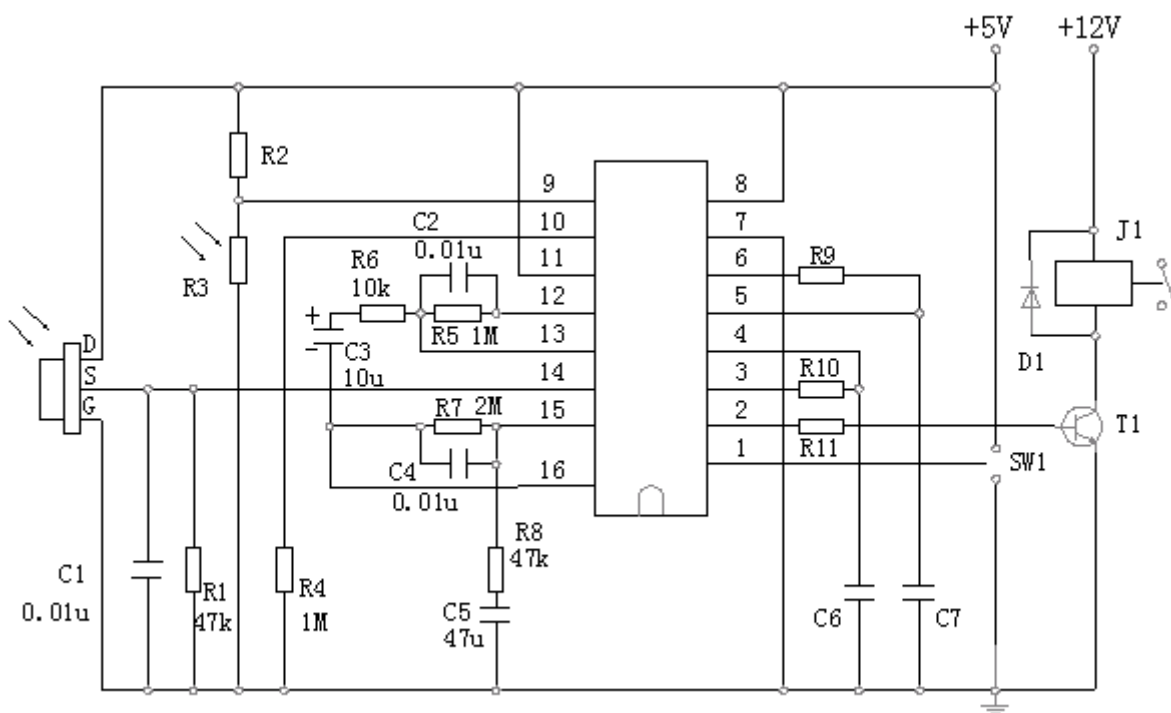 +5V
+12V
R2
9
8
C2
0.01u
10
7
J1
R6
10k
11
6
R9
R3
12
5
+
-
R5 1M
13
4
D1
C3
10u
14
3
R10
D
S
G
R7 2M
15
2
R11
T1
C4
0.01u
16
1
SW1
R8
47k
C1
0.01u
R1
47k
R4
1M
C5
47u
C6
C7